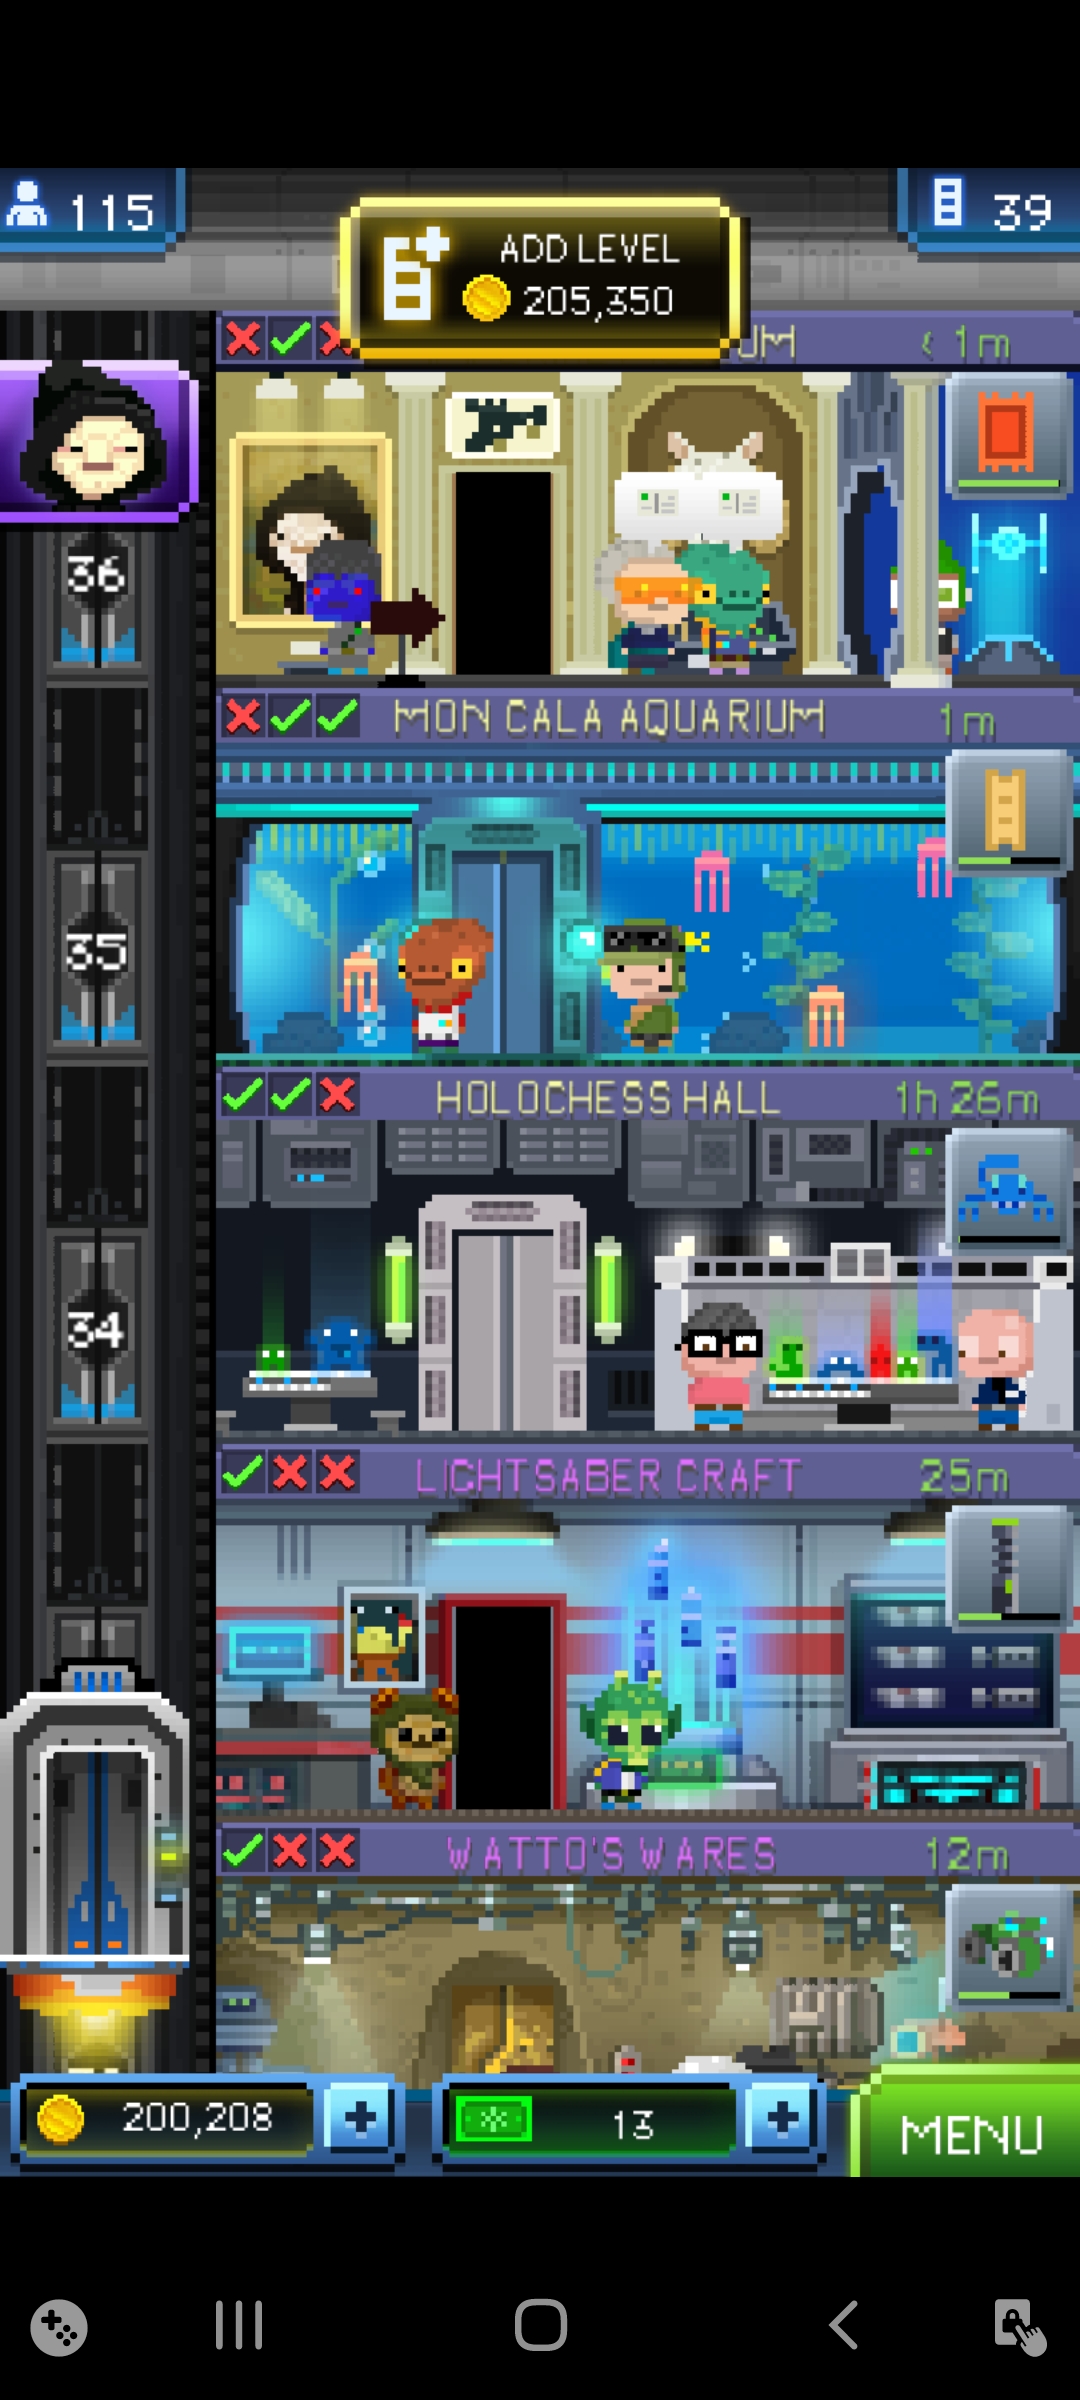 115
ADD LEVEL
205,350
39
UM
< 1m
36
MON CALA AQUARIUM
1m
35
HOLOCHESS HALL
1h 26m
34
LIGHTSABER CRAFT
25m
WATTO'S WARES
12m
200,208
13
MENU